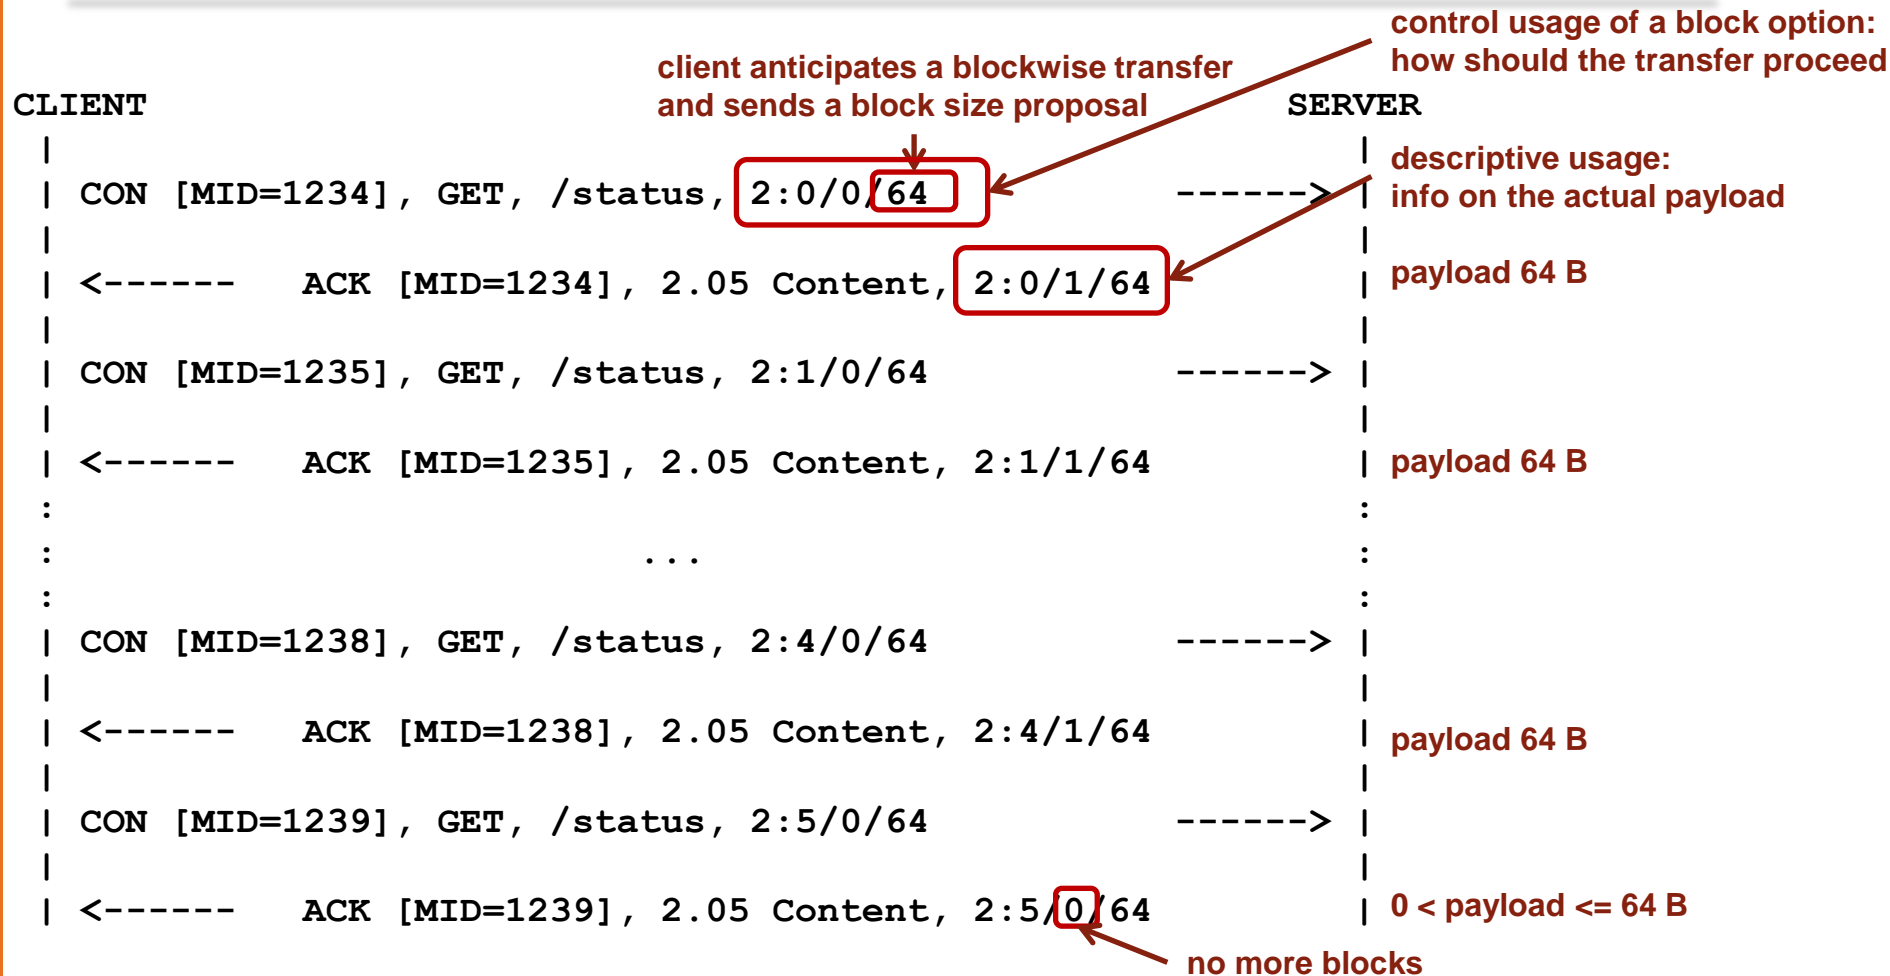 control usage of a block option:
how should the transfer proceed
client anticipates a blockwise transfer
and sends a block size proposal
CLIENT SERVER
| |
| CON [MID=1234], GET, /status, 2:0/0/64 ------> |
descriptive usage:
info on the actual payload
| |
| <------ ACK [MID=1234], 2.05 Content, 2:0/1/64 | payload 64 B
| |
| CON [MID=1235], GET, /status, 2:1/0/64 ------> |
| |
| <------ ACK [MID=1235], 2.05 Content, 2:1/1/64 | payload 64 B
: :
: ... :
: :
| CON [MID=1238], GET, /status, 2:4/0/64 ------> |
| |
| <------ ACK [MID=1238], 2.05 Content, 2:4/1/64 | payload 64 B
| |
| CON [MID=1239], GET, /status, 2:5/0/64 ------> |
| |
| <------ ACK [MID=1239], 2.05 Content, 2:5/0/64 | 0 < payload <= 64 B
no more blocks